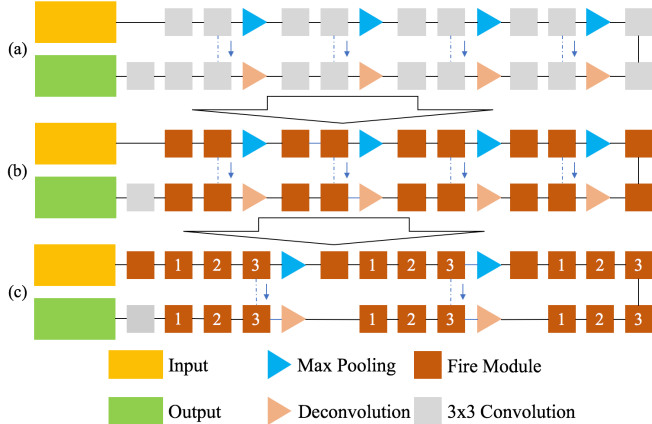 (a)
(b)
1 2 3 1 2 3 1 2 3
(c)
1 2 3 1 2 3 1 2 3
Input Max Pooling Fire Module
Output Deconvolution 3x3 Convolution